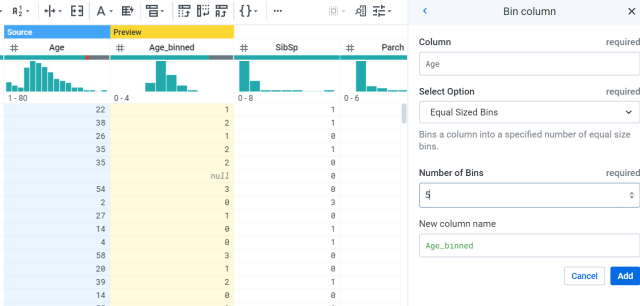 Source
Preview
# Age
# Age_binned
# SibSp
# Parch
1 - 80
0 - 4
0 - 8
0 - 6
22 1 1
38 2 1
26 1 0
35 2 1
35 2 0
null 0
54 3 0
2 0 3
27 1 0
14 0 1
4 0 1
58 3 0
20 1 0
39 2 1
14 0 0
Bin column
Column required
Age
Select Option required
Equal Sized Bins
Bins a column into a specified number of equal size
bins.
Number of Bins required
5
New column name
Age_binned
Cancel Add